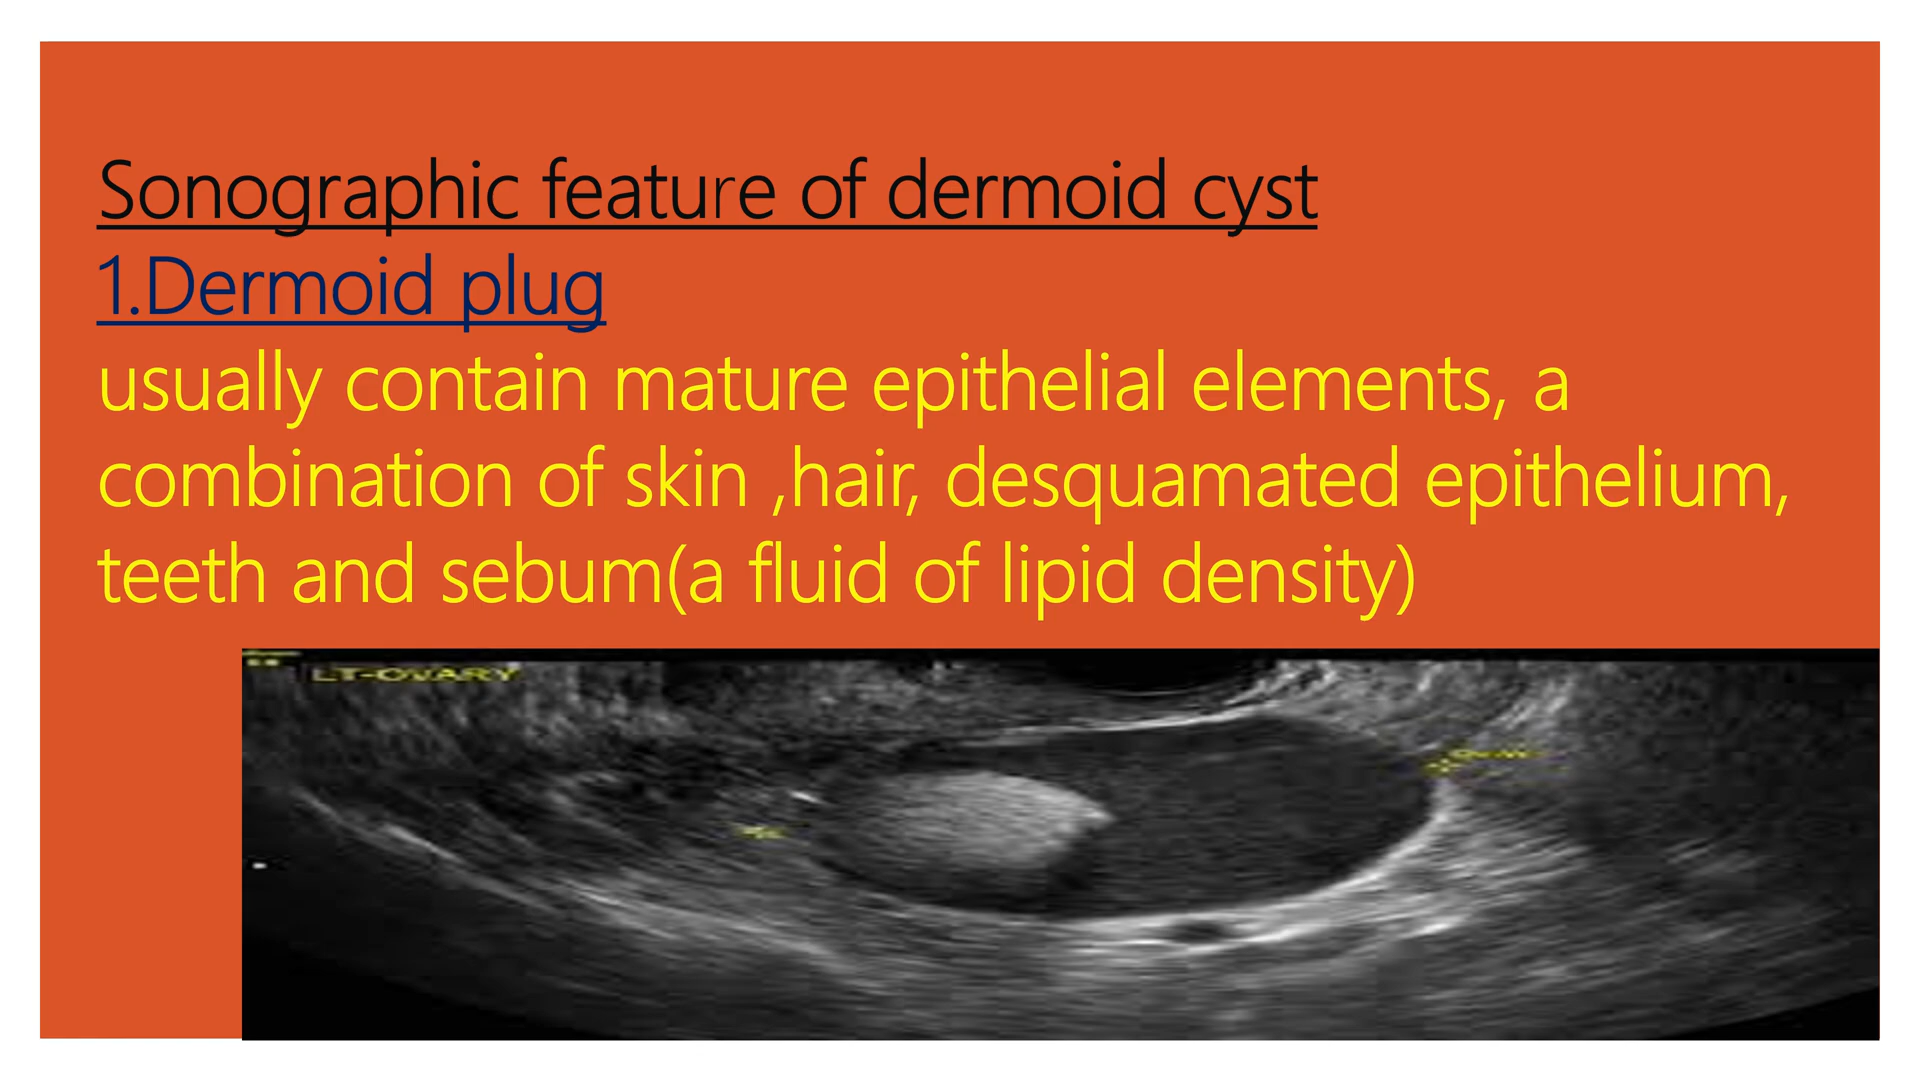 Sonographic feature of dermoid cyst
1.Dermoid plug
usually contain mature epithelial elements, a
combination of skin ,hair, desquamated epithelium,
teeth and sebum(a fluid of lipid density)
LT-OVARY